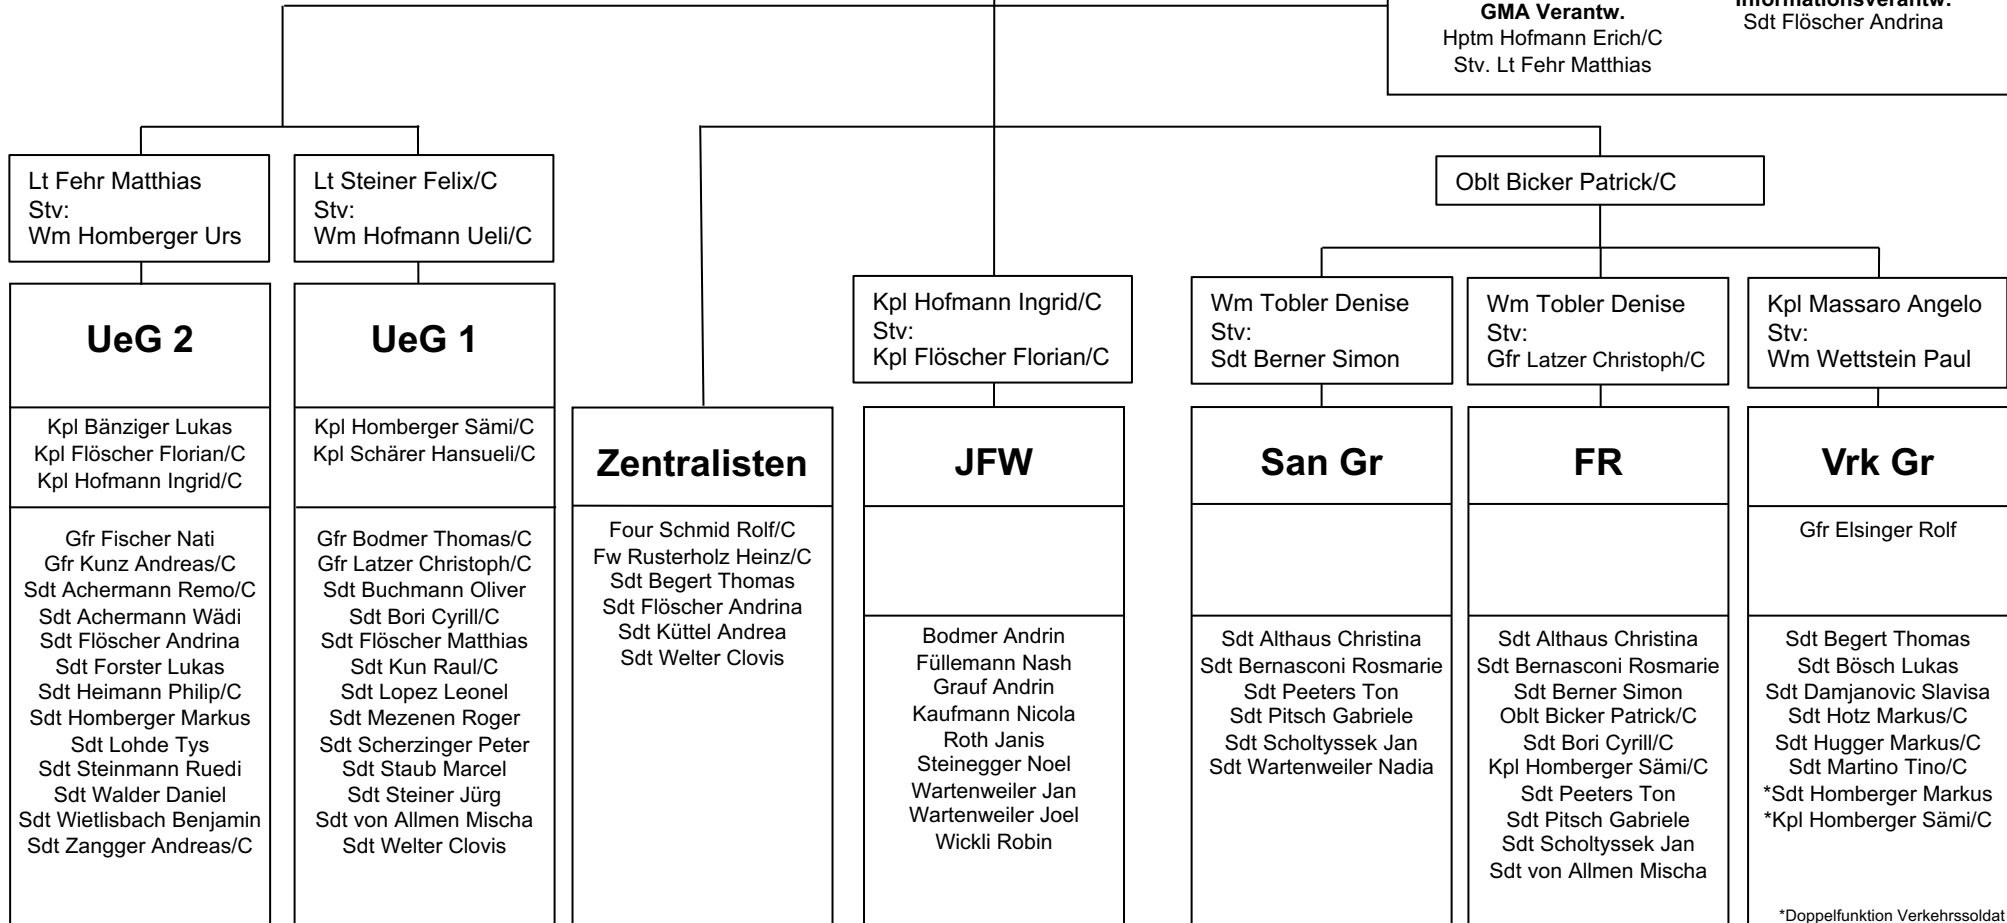 GMA Verantw.
Hptm Hofmann Erich/C
Stv. Lt Fehr Matthias
Informationsverantw.
Sdt Flöscher Andrina
Lt Fehr Matthias
Stv:
Wm Homberger Urs
Lt Steiner Felix/C
Stv:
Wm Hofmann Ueli/C
Oblt Bicker Patrick/C
UeG 2
Kpl Bänziger Lukas
Kpl Flöscher Florian/C
Kpl Hofmann Ingrid/C
Gfr Fischer Nati
Gfr Kunz Andreas/C
Sdt Achermann Remo/C
Sdt Achermann Wädi
Sdt Flöscher Andrina
Sdt Forster Lukas
Sdt Heimann Philip/C
Sdt Homberger Markus
Sdt Lohde Tys
Sdt Steinmann Ruedi
Sdt Walder Daniel
Sdt Wietlisbach Benjamin
Sdt Zangger Andreas/C
UeG 1
Kpl Homberger Sämi/C
Kpl Schärer Hansueli/C
Gfr Bodmer Thomas/C
Gfr Latzer Christoph/C
Sdt Buchmann Oliver
Sdt Bori Cyrill/C
Sdt Flöscher Matthias
Sdt Kun Raul/C
Sdt Lopez Leonel
Sdt Mezenen Roger
Sdt Scherzinger Peter
Sdt Staub Marcel
Sdt Steiner Jürg
Sdt von Allmen Mischa
Sdt Welter Clovis
Zentralisten
Four Schmid Rolf/C
Fw Rusterholz Heinz/C
Sdt Begert Thomas
Sdt Flöscher Andrina
Sdt Küttel Andrea
Sdt Welter Clovis
Kpl Hofmann Ingrid/C
Stv:
Kpl Flöscher Florian/C
JFW
Bodmer Andrin
Füllemann Nash
Grauf Andrin
Kaufmann Nicola
Roth Janis
Steinegger Noel
Wartenweiler Jan
Wartenweiler Joel
Wickli Robin
Wm Tobler Denise
Stv:
Sdt Berner Simon
San Gr
Sdt Althaus Christina
Sdt Bernasconi Rosmarie
Sdt Peeters Ton
Sdt Pitsch Gabriele
Sdt Scholtyssek Jan
Sdt Wartenweiler Nadia
Wm Tobler Denise
Stv:
Gfr Latzer Christoph/C
FR
Sdt Althaus Christina
Sdt Bernasconi Rosmarie
Sdt Berner Simon
Oblt Bicker Patrick/C
Sdt Bori Cyrill/C
Kpl Homberger Sämi/C
Sdt Peeters Ton
Sdt Pitsch Gabriele
Sdt Scholtyssek Jan
Sdt von Allmen Mischa
Kpl Massaro Angelo
Stv:
Wm Wettstein Paul
Vrk Gr
Gfr Elsinger Rolf
Sdt Begert Thomas
Sdt Bösch Lukas
Sdt Damjanovic Slavisa
Sdt Hotz Markus/C
Sdt Hugger Markus/C
Sdt Martino Tino/C
*Sdt Homberger Markus
*Kpl Homberger Sämi/C
*Doppelfunktion Verkehrssoldat